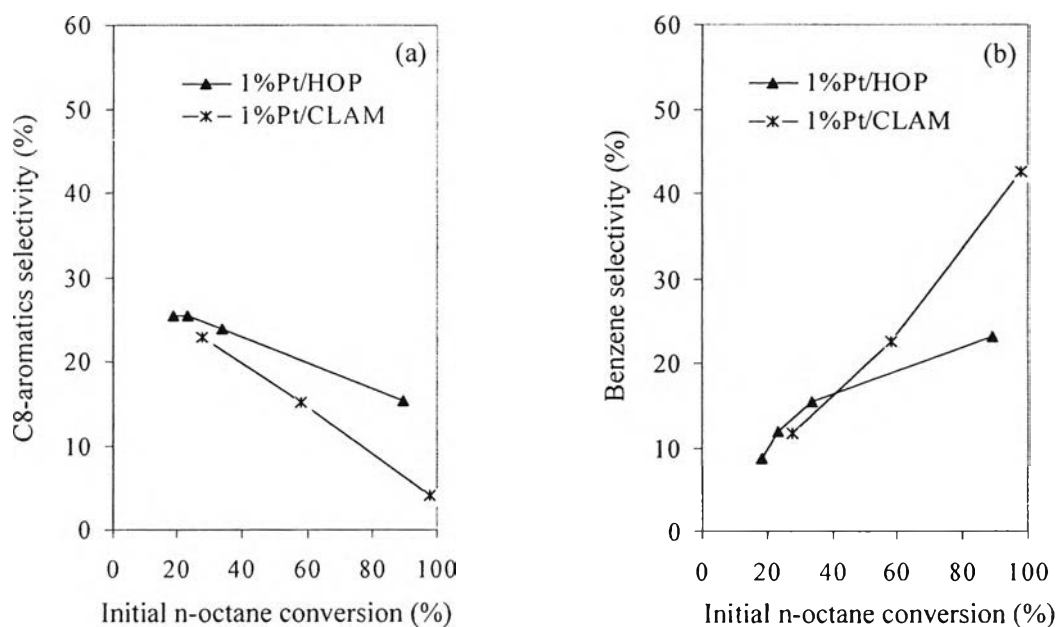 (a)
1%Pt/HOP
1%Pt/CLAM
C8-aromatics selectivity (%)
60
50
40
30
20
10
0
0 20 40 60 80 100
Initial n-octane conversion (%)
(b)
1%Pt/HOP
1%Pt/CLAM
Benzene selectivity (%)
60
50
40
30
20
10
0
0 20 40 60 80 100
Initial n-octane conversion (%)